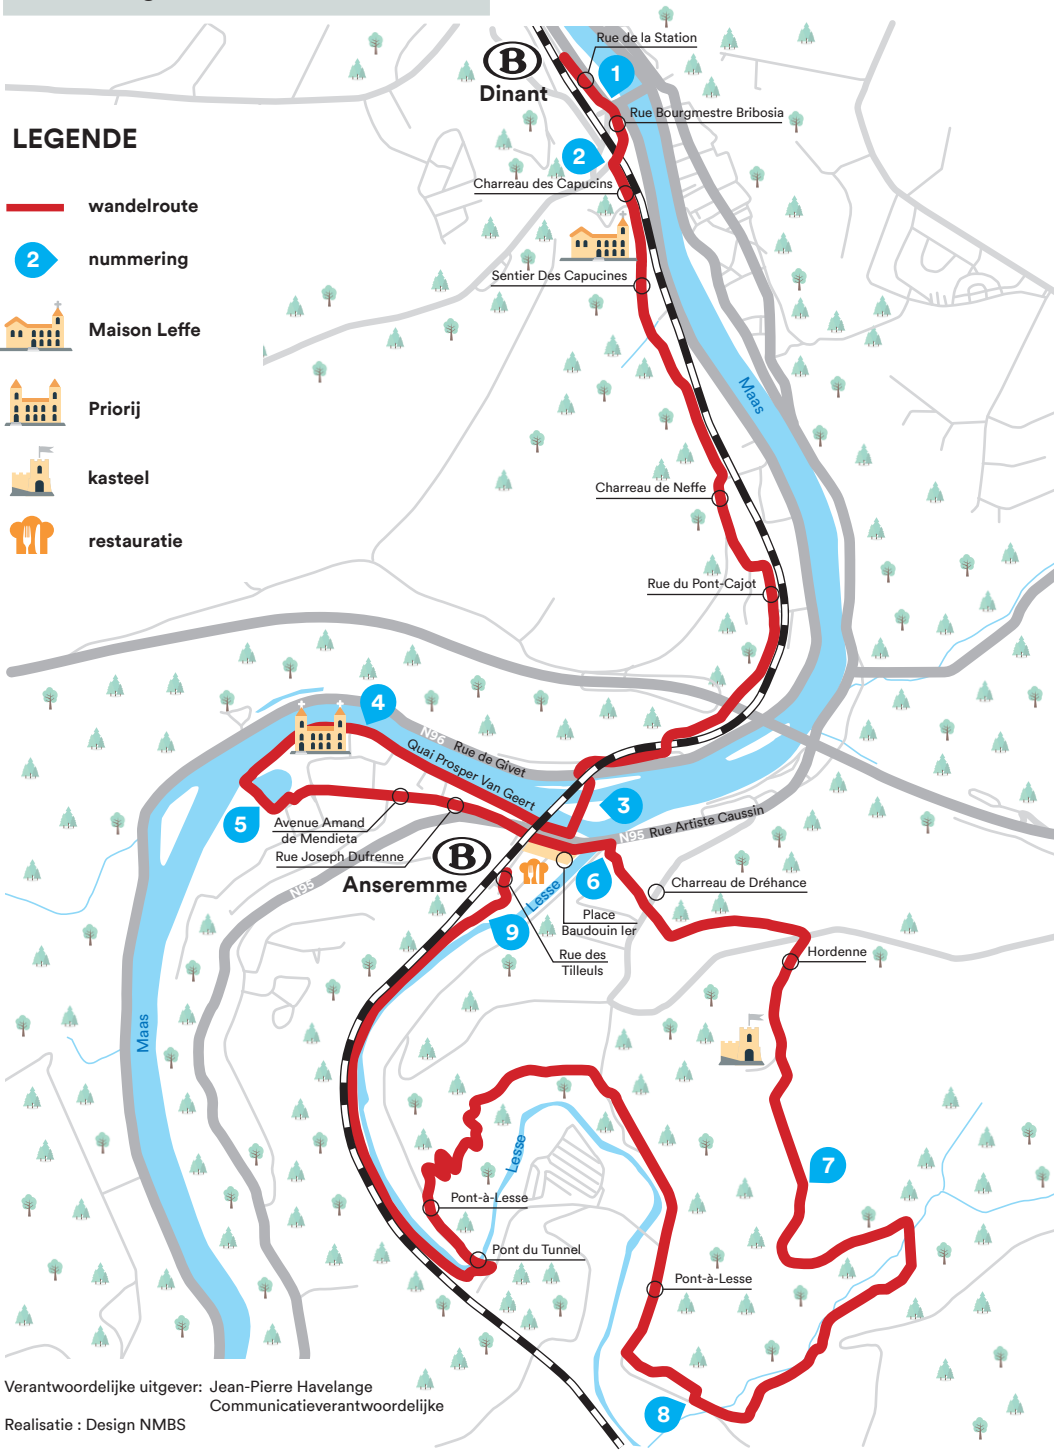 B
Dinant
Rue de la Station
1
Rue Bourgmestre Bribosia
LEGENDE
2
Charreau des Capucins
wandelroute
2
nummering
Sentier Des Capucines
Maison Leffe
Maas
Priorij
kasteel
Charreau de Neffe
restauratie
Rue du Pont-Cajot
4
N96 Rue de Givet
Quai Prosper Van Geert
3
5
Avenue Amand
de Mendieta
Rue Joseph Dufrenne
N95 Rue Artiste Caussin
B
Anseremme
N95
6
Charreau de Dréhance
Lesse
Place
Baudouin Ier
9
Rue des
Tilleuls
Hordenne
Maas
Lesse
7
Pont-à-Lesse
Pont du Tunnel
Pont-à-Lesse
8
Verantwoordelijke uitgever: Jean-Pierre Havelange
Communicatieverantwoordelijke
Realisatie : Design NMBS